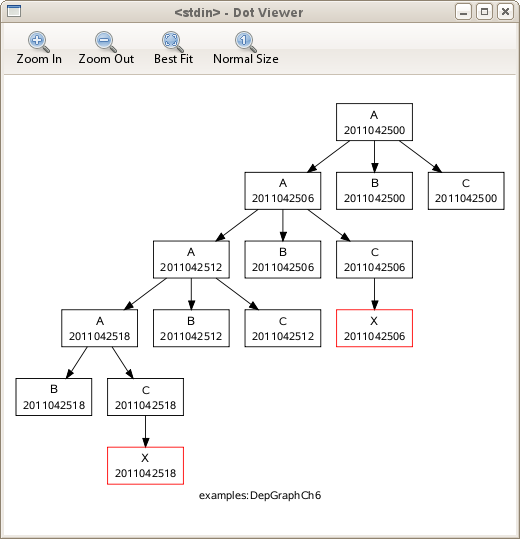 <stdin> - Dot Viewer
Zoom In Zoom Out Best Fit Normal Size
A
2011042500
A
2011042506
B
2011042500
C
2011042500
A
2011042512
B
2011042506
C
2011042506
A
2011042518
B
2011042512
C
2011042512
X
2011042506
B
2011042518
C
2011042518
X
2011042518
examples:DepGraphCh6